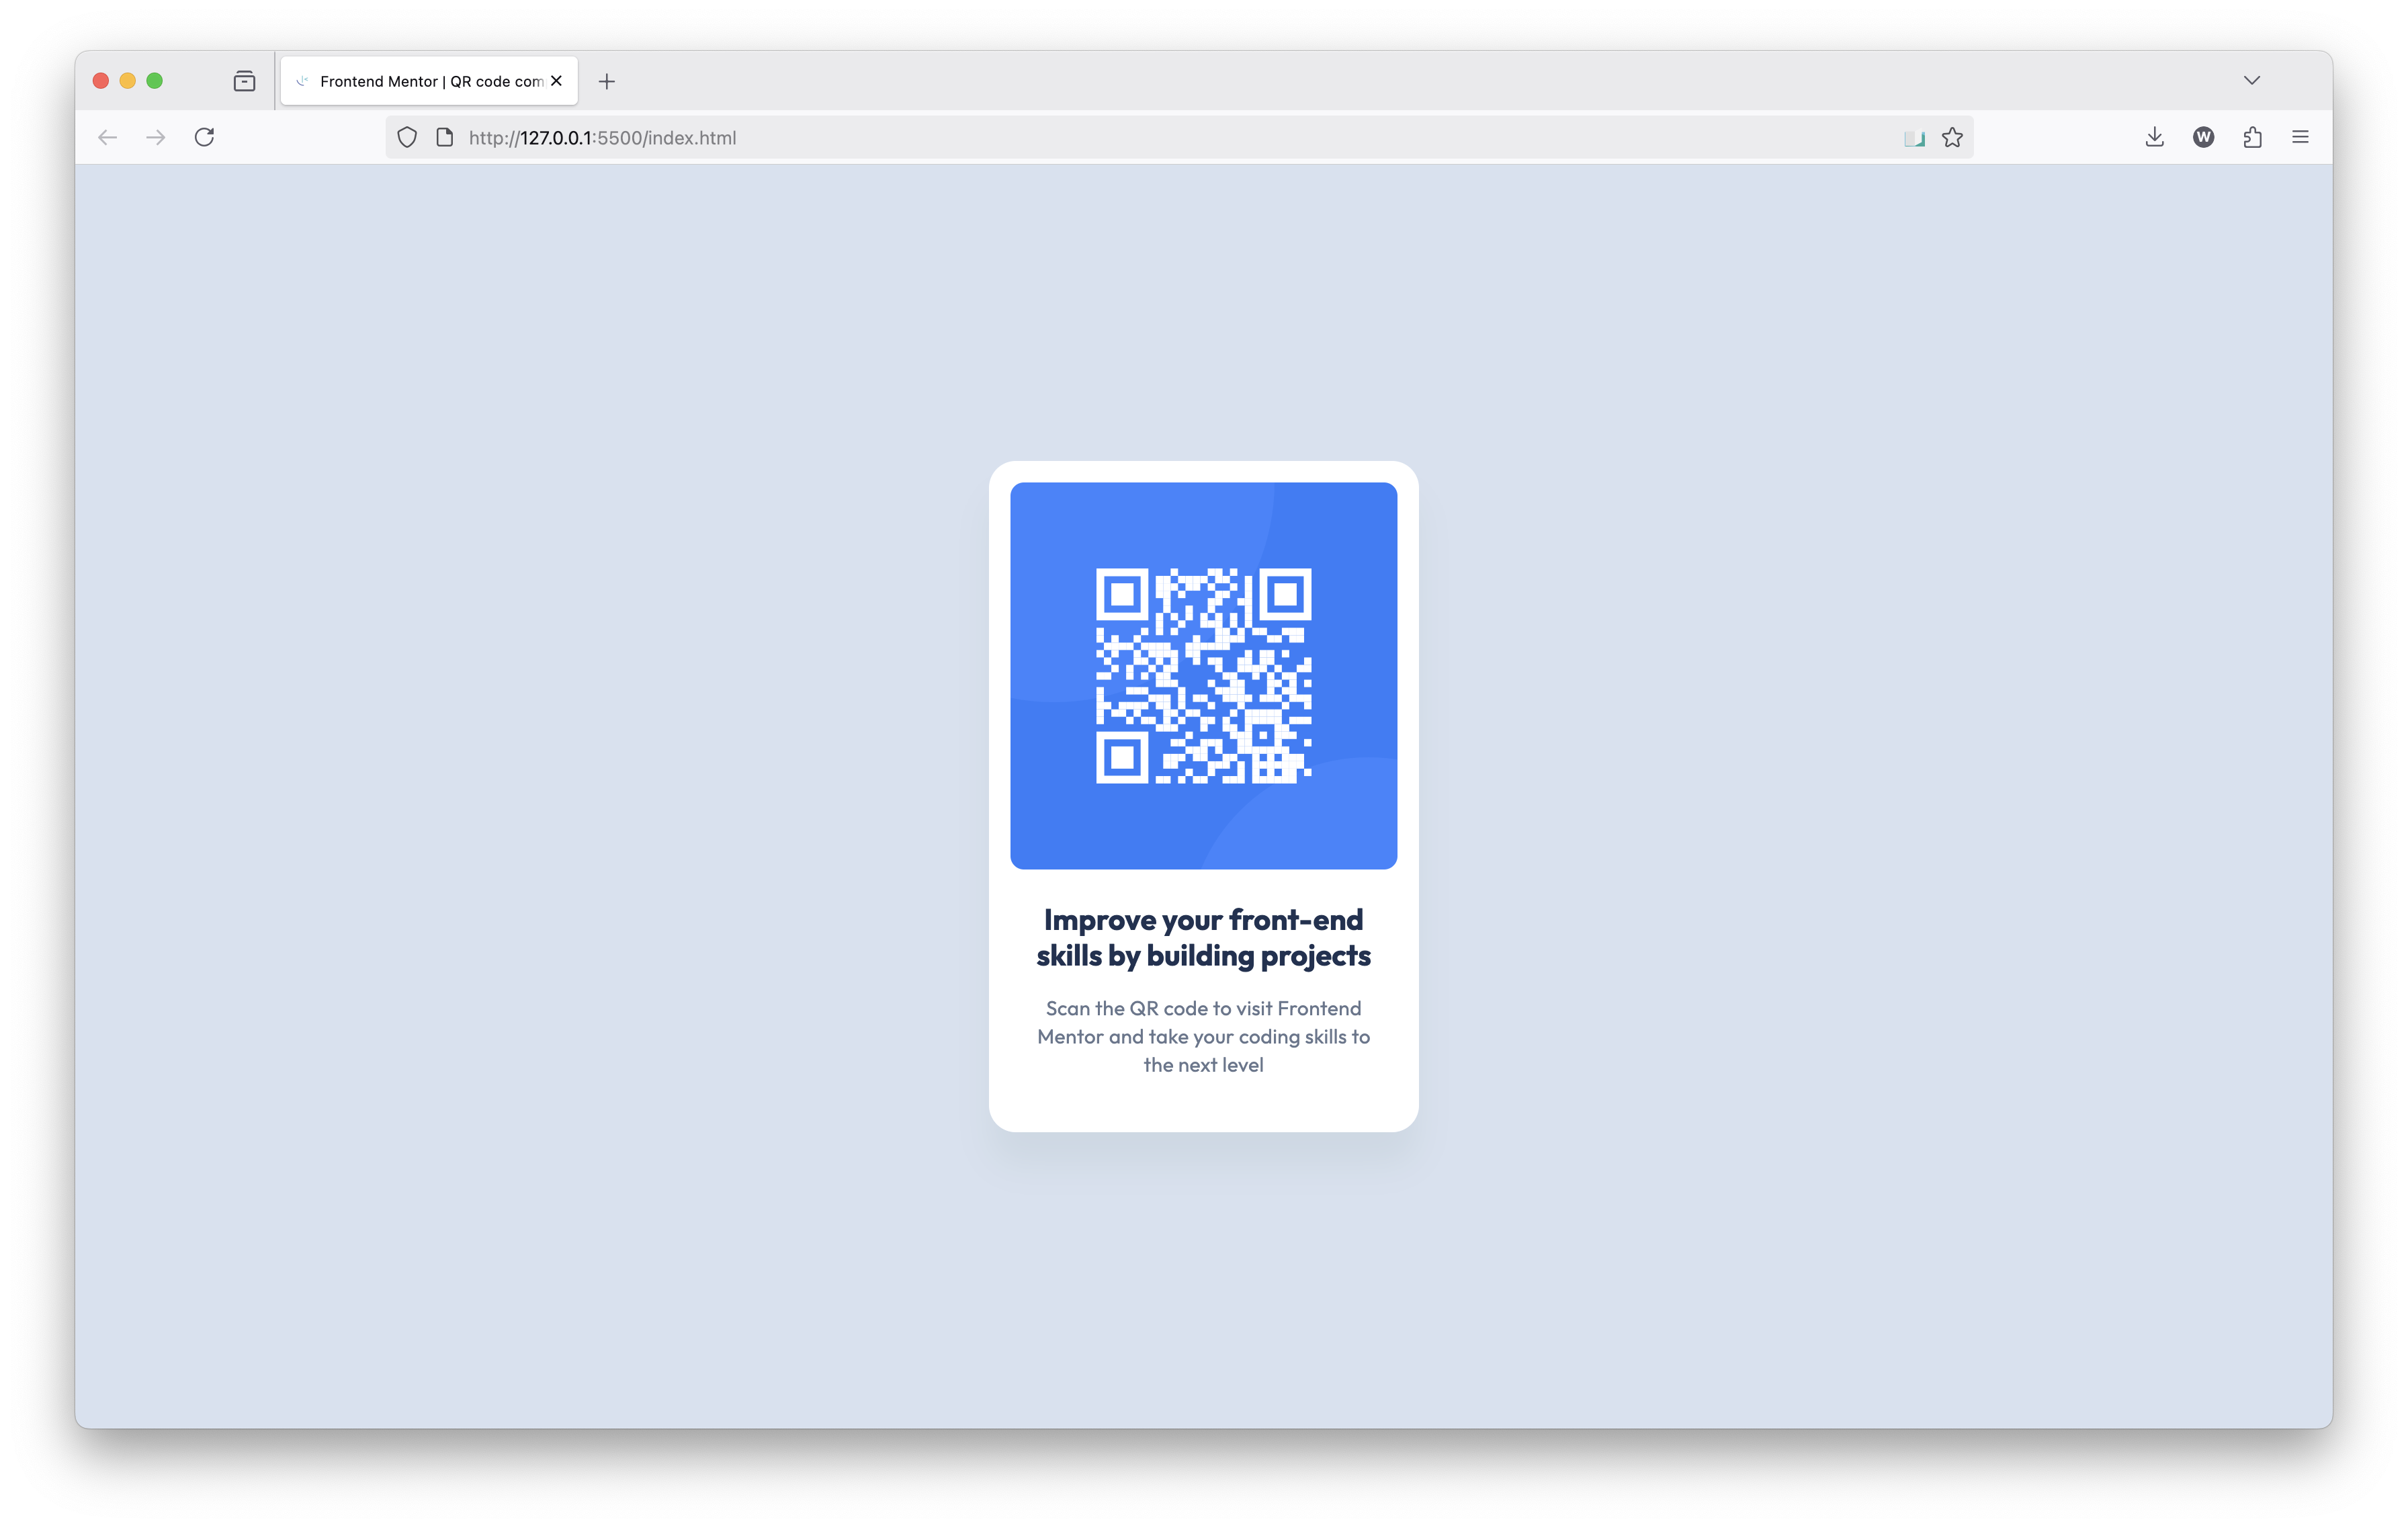 Frontend Mentor | QR code com
http://127.0.0.1:5500/index.html
W
Improve your front-end
skills by building projects
Scan the QR code to visit Frontend
Mentor and take your coding skills to
the next level